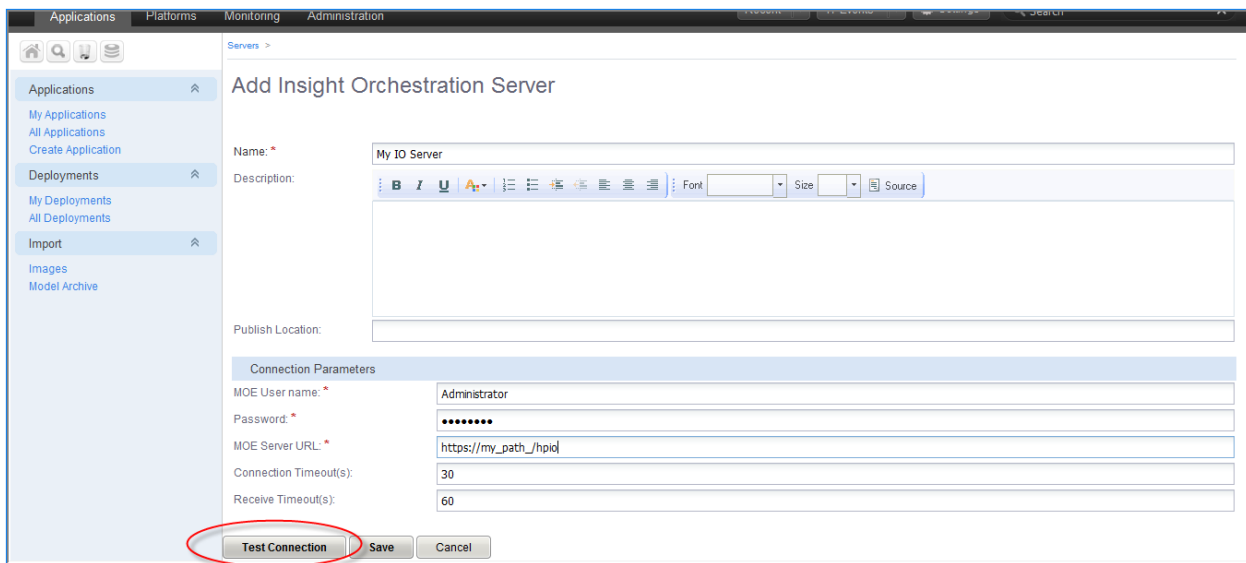 Applications Platforms Monitoring Administration
Search
Servers >
Add Insight Orchestration Server
Applications
My Applications
All Applications
Create Application
Deployments
My Deployments
All Deployments
Import
Images
Model Archive
Name: * My IO Server
Description:
B I U A Font Size Source
Publish Location:
Connection Parameters
MOE User name: * Administrator
Password: * ●●●●●●●●
MOE Server URL: * https://my_path_/hpio
Connection Timeout(s): 30
Receive Timeout(s): 60
Test Connection Save Cancel